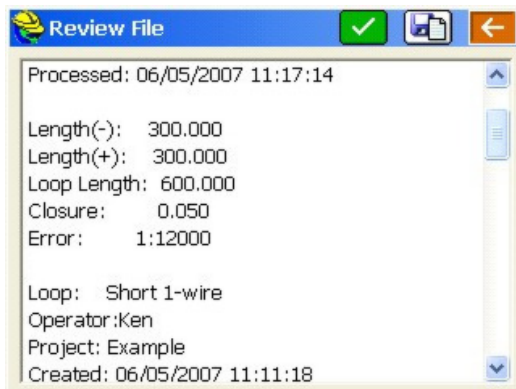 Review File
Processed: 06/05/2007 11:17:14
Length(-): 300.000
Length(+): 300.000
Loop Length: 600.000
Closure: 0.050
Error: 1:12000
Loop: Short 1-wire
Operator:Ken
Project: Example
Created: 06/05/2007 11:11:18